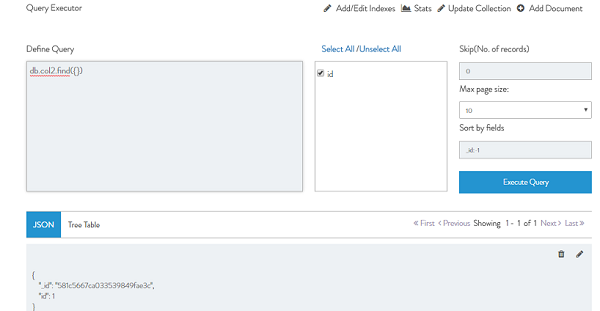 Query Executor
Add/Edit Indexes Stats Update Collection Add Document
Define Query
Select All /Unselect All
Skip(No. of records)
db.col2.find({})
id
0
Max page size:
10
Sort by fields
_id:-1
Execute Query
JSON
Tree Table
« First < Previous Showing 1 - 1 of 1 Next > Last »
{
"_id": "581c5667ca033539849fae3c",
"id": 1
}